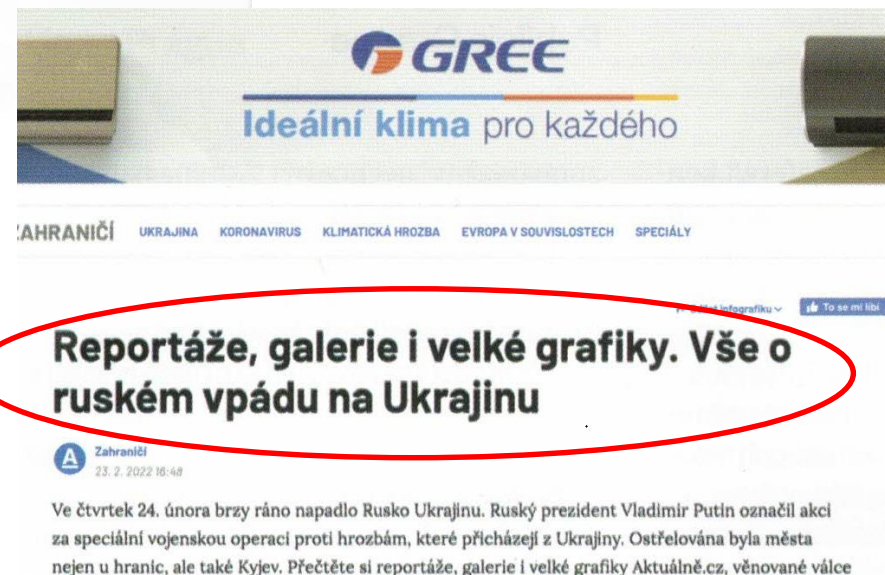 GREE
Ideální klima pro každého
ZAHRANIČÍ UKRAJINA KORONAVIRUS KLIMATICKÁ HROZBA EVROPA V SOUVISLOSTECH SPECIÁLY
infografiku To se mi líbí
Reportáže, galerie i velké grafiky. Vše o
ruském vpádu na Ukrajinu
A Zahraničí
23. 2. 2022 16:48
Ve čtvrtek 24. února brzy ráno napadlo Rusko Ukrajinu. Ruský prezident Vladimir Putin označil akci
za speciální vojenskou operaci proti hrozbám, které přicházejí z Ukrajiny. Ostřelována byla města
nejen u hranic, ale také Kyjev. Přečtěte si reportáže, galerie i velké grafiky Aktuálně.cz, věnované válce